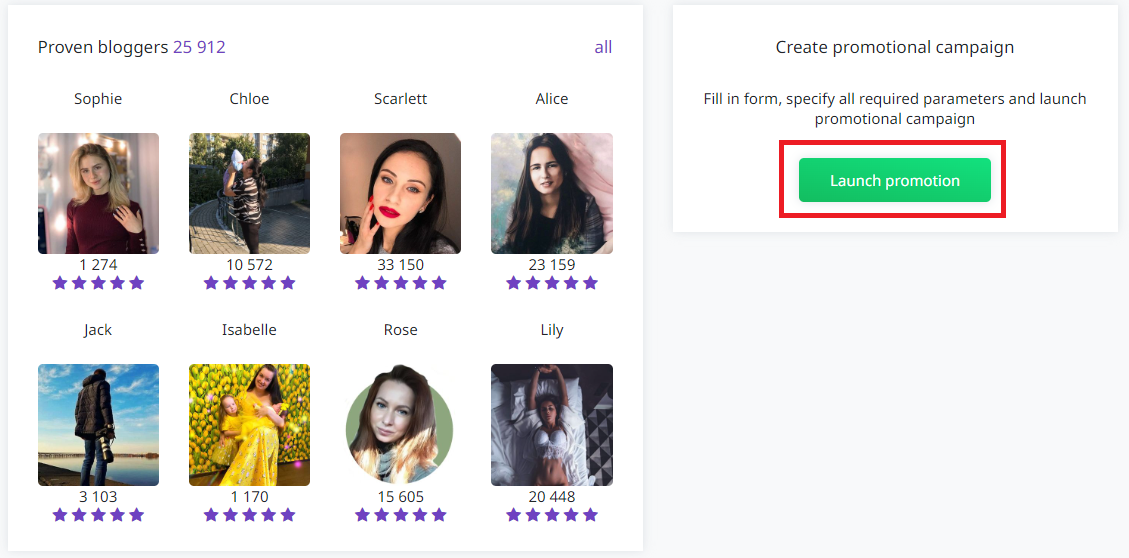 Proven bloggers 25 912 all
Sophie Chloe Scarlett Alice
1 274 10 572 33 150 23 159
Jack Isabelle Rose Lily
3 103 1 170 15 605 20 448
Create promotional campaign
Fill in form, specify all required parameters and launch
promotional campaign
Launch promotion